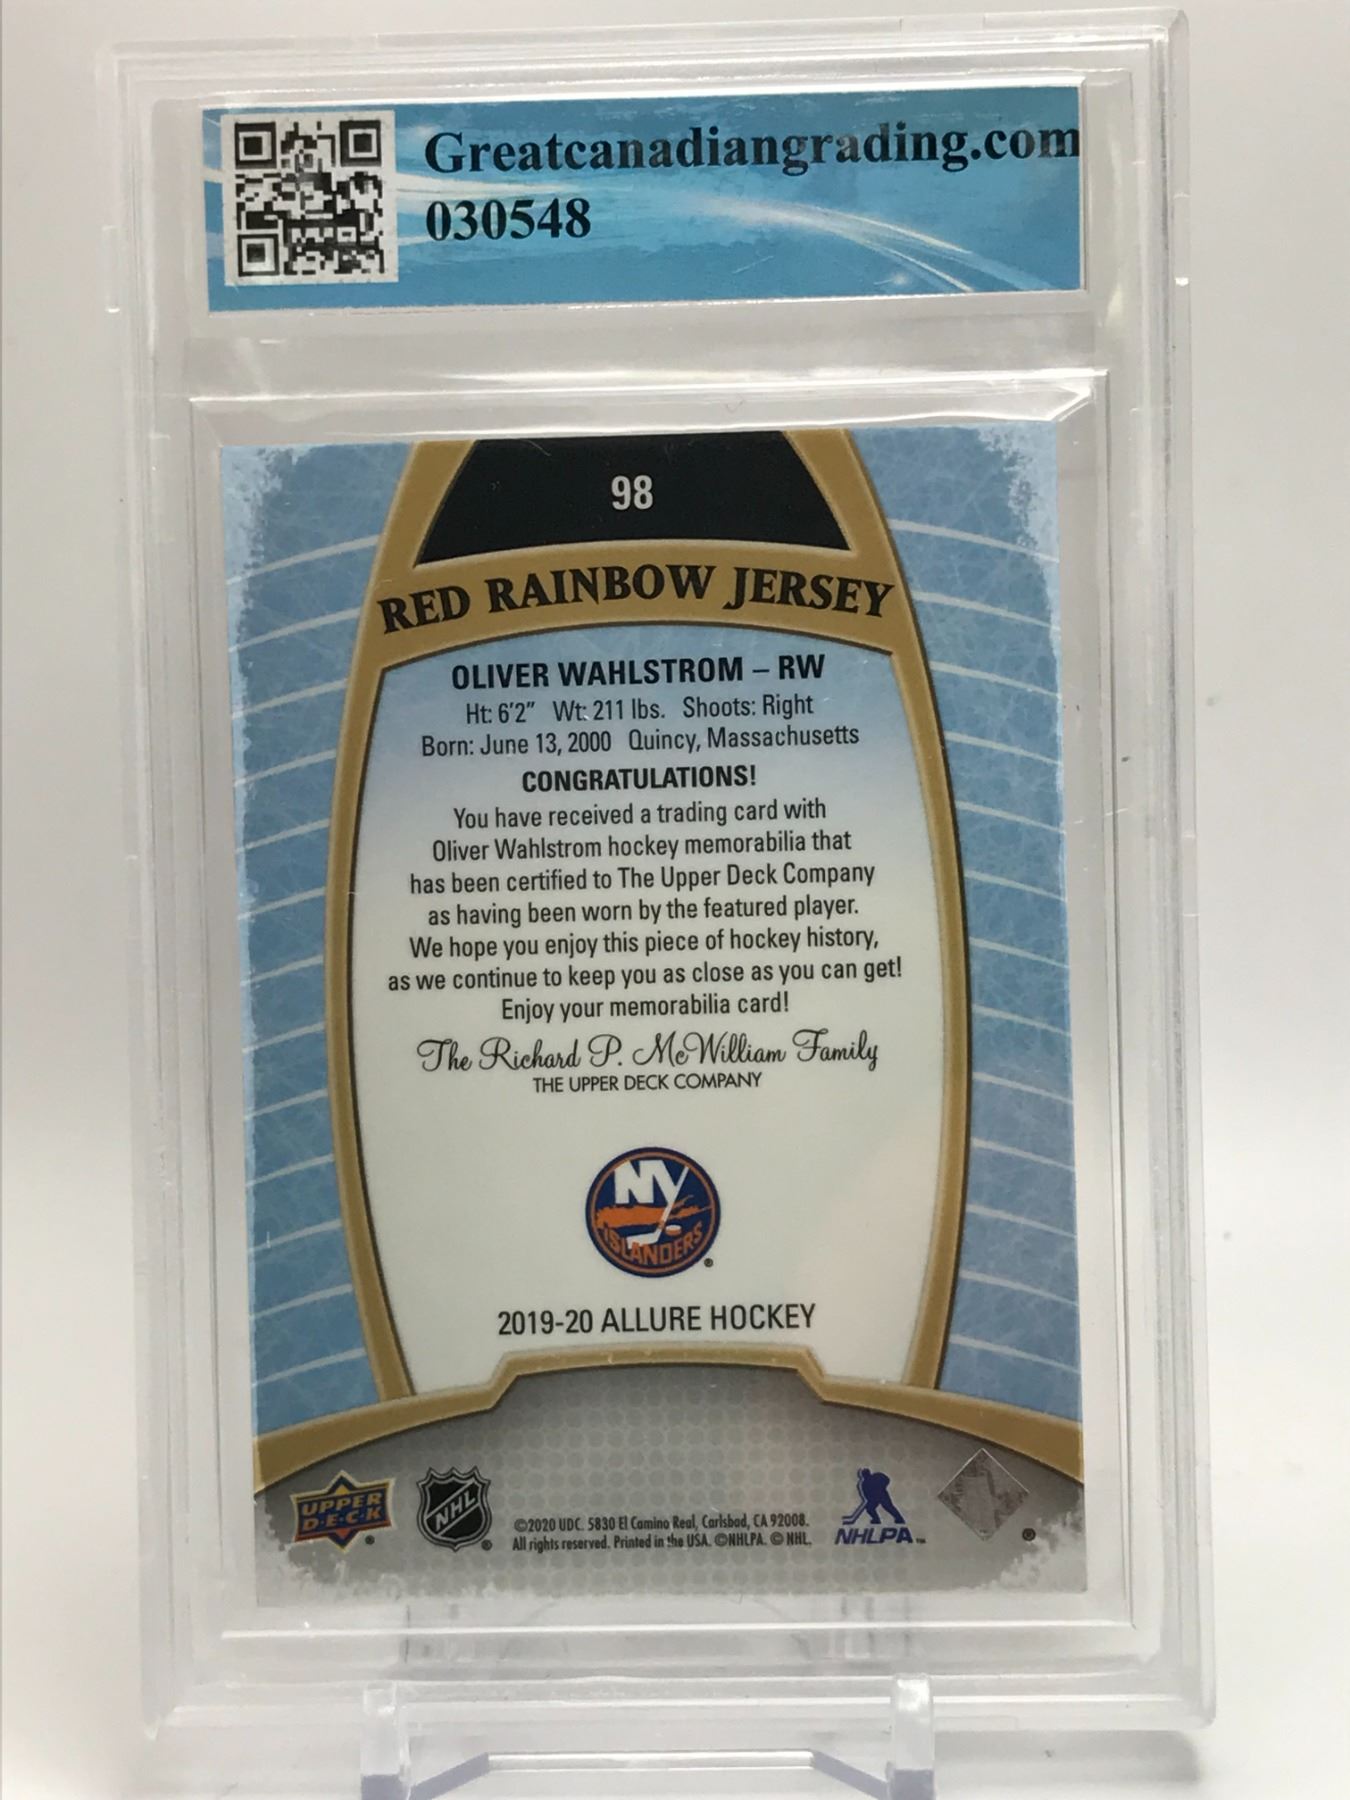 Greatcanadiangrading.com
030548
98
RED RAINBOW JERSEY
OLIVER WAHLSTROM – RW
Ht: 6'2" Wt: 211 lbs. Shoots: Right
Born: June 13, 2000 Quincy, Massachusetts
CONGRATULATIONS!
You have received a trading card with
Oliver Wahlstrom hockey memorabilia that
has been certified to The Upper Deck Company
as having been worn by the featured player.
We hope you enjoy this piece of hockey history,
as we continue to keep you as close as you can get!
Enjoy your memorabilia card!
The Richard P. McWilliam Family
THE UPPER DECK COMPANY
NY
ISLANDERS
®
2019-20 ALLURE HOCKEY
UPPER
D·E·C·K
®
NHL
®
©2020 UDC. 5830 El Camino Real, Carlsbad, CA 92008.
All rights reserved. Printed in the USA. ©NHLPA. © NHL.
NHLPA™
®